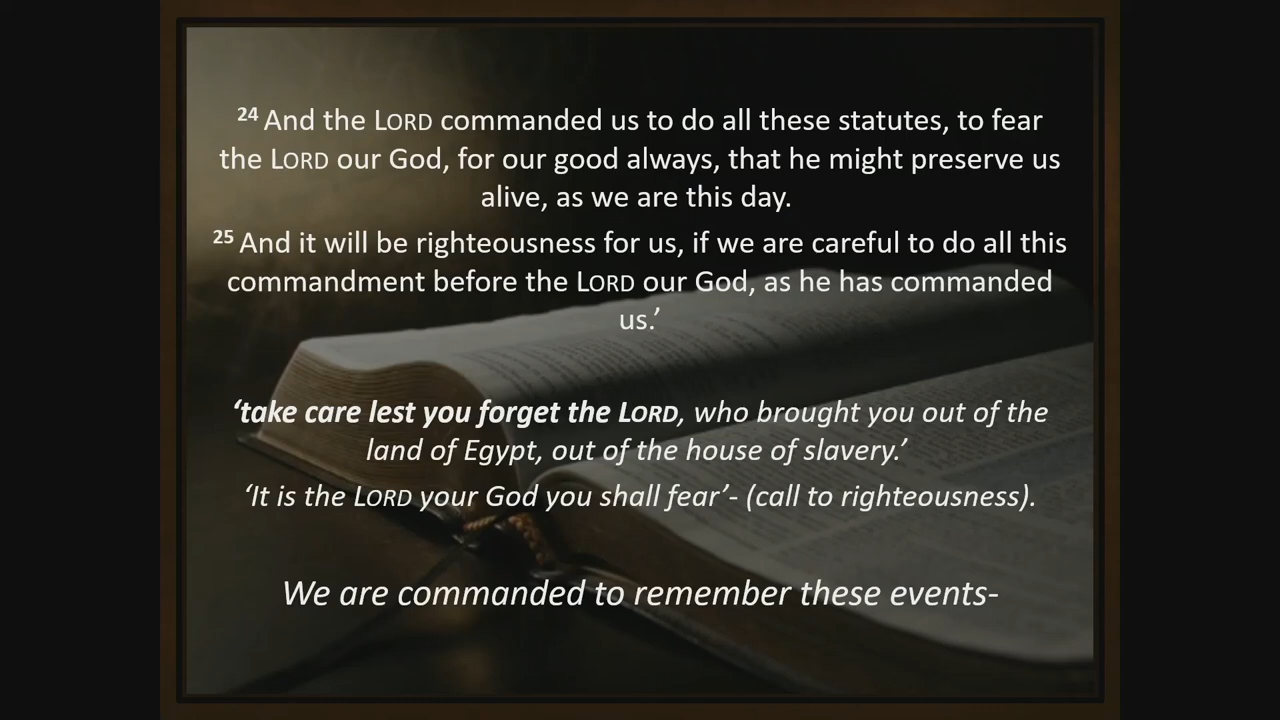 24 And the LORD commanded us to do all these statutes, to fear
the LORD our God, for our good always, that he might preserve us
alive, as we are this day.
25 And it will be righteousness for us, if we are careful to do all this
commandment before the LORD our God, as he has commanded
us.’
‘take care lest you forget the LORD, who brought you out of the
land of Egypt, out of the house of slavery.’
‘It is the LORD your God you shall fear’- (call to righteousness).
We are commanded to remember these events-